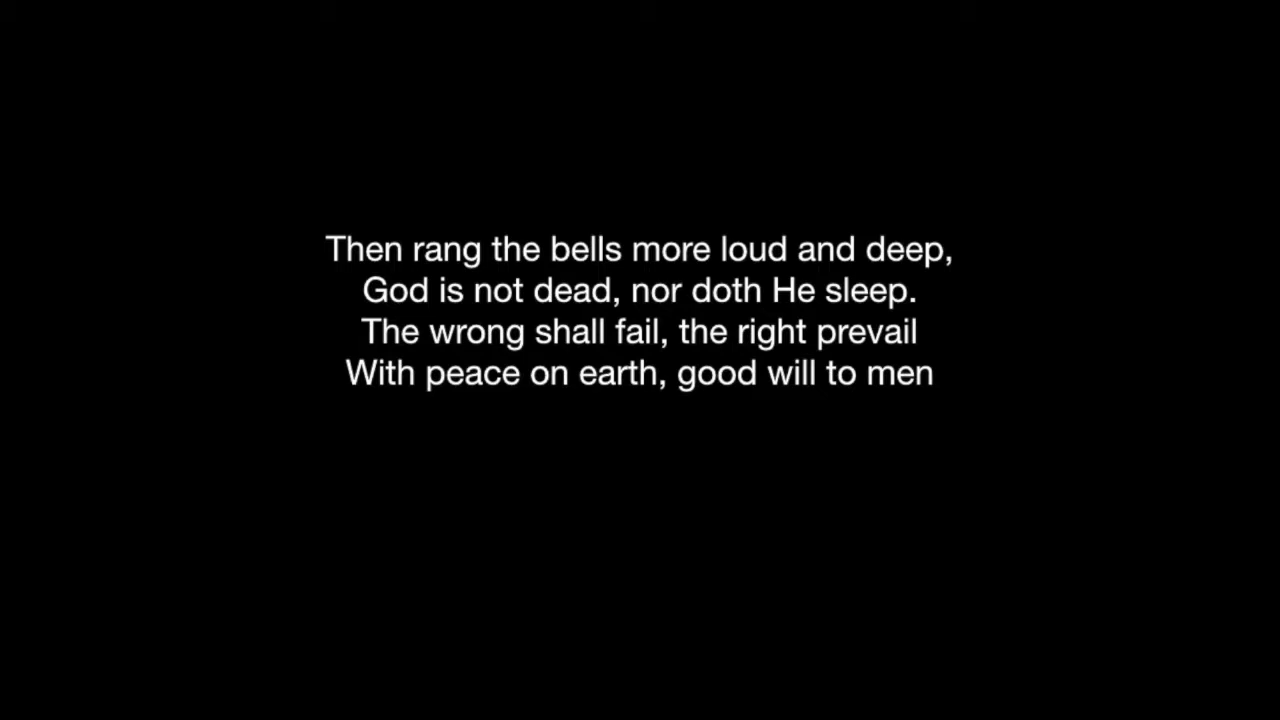 Then rang the bells more loud and deep,
God is not dead, nor doth He sleep.
The wrong shall fail, the right prevail
With peace on earth, good will to men